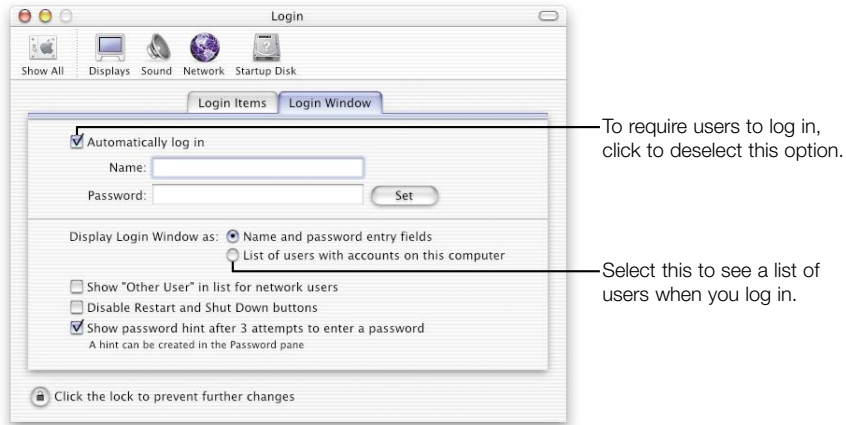 Login
Show All Displays Sound Network Startup Disk
Login Items Login Window
Automatically log in
Name:
Password: Set
Display Login Window as: Name and password entry fields
List of users with accounts on this computer
Show "Other User" in list for network users
Disable Restart and Shut Down buttons
Show password hint after 3 attempts to enter a password
A hint can be created in the Password pane
Click the lock to prevent further changes
To require users to log in,
click to deselect this option.
Select this to see a list of
users when you log in.